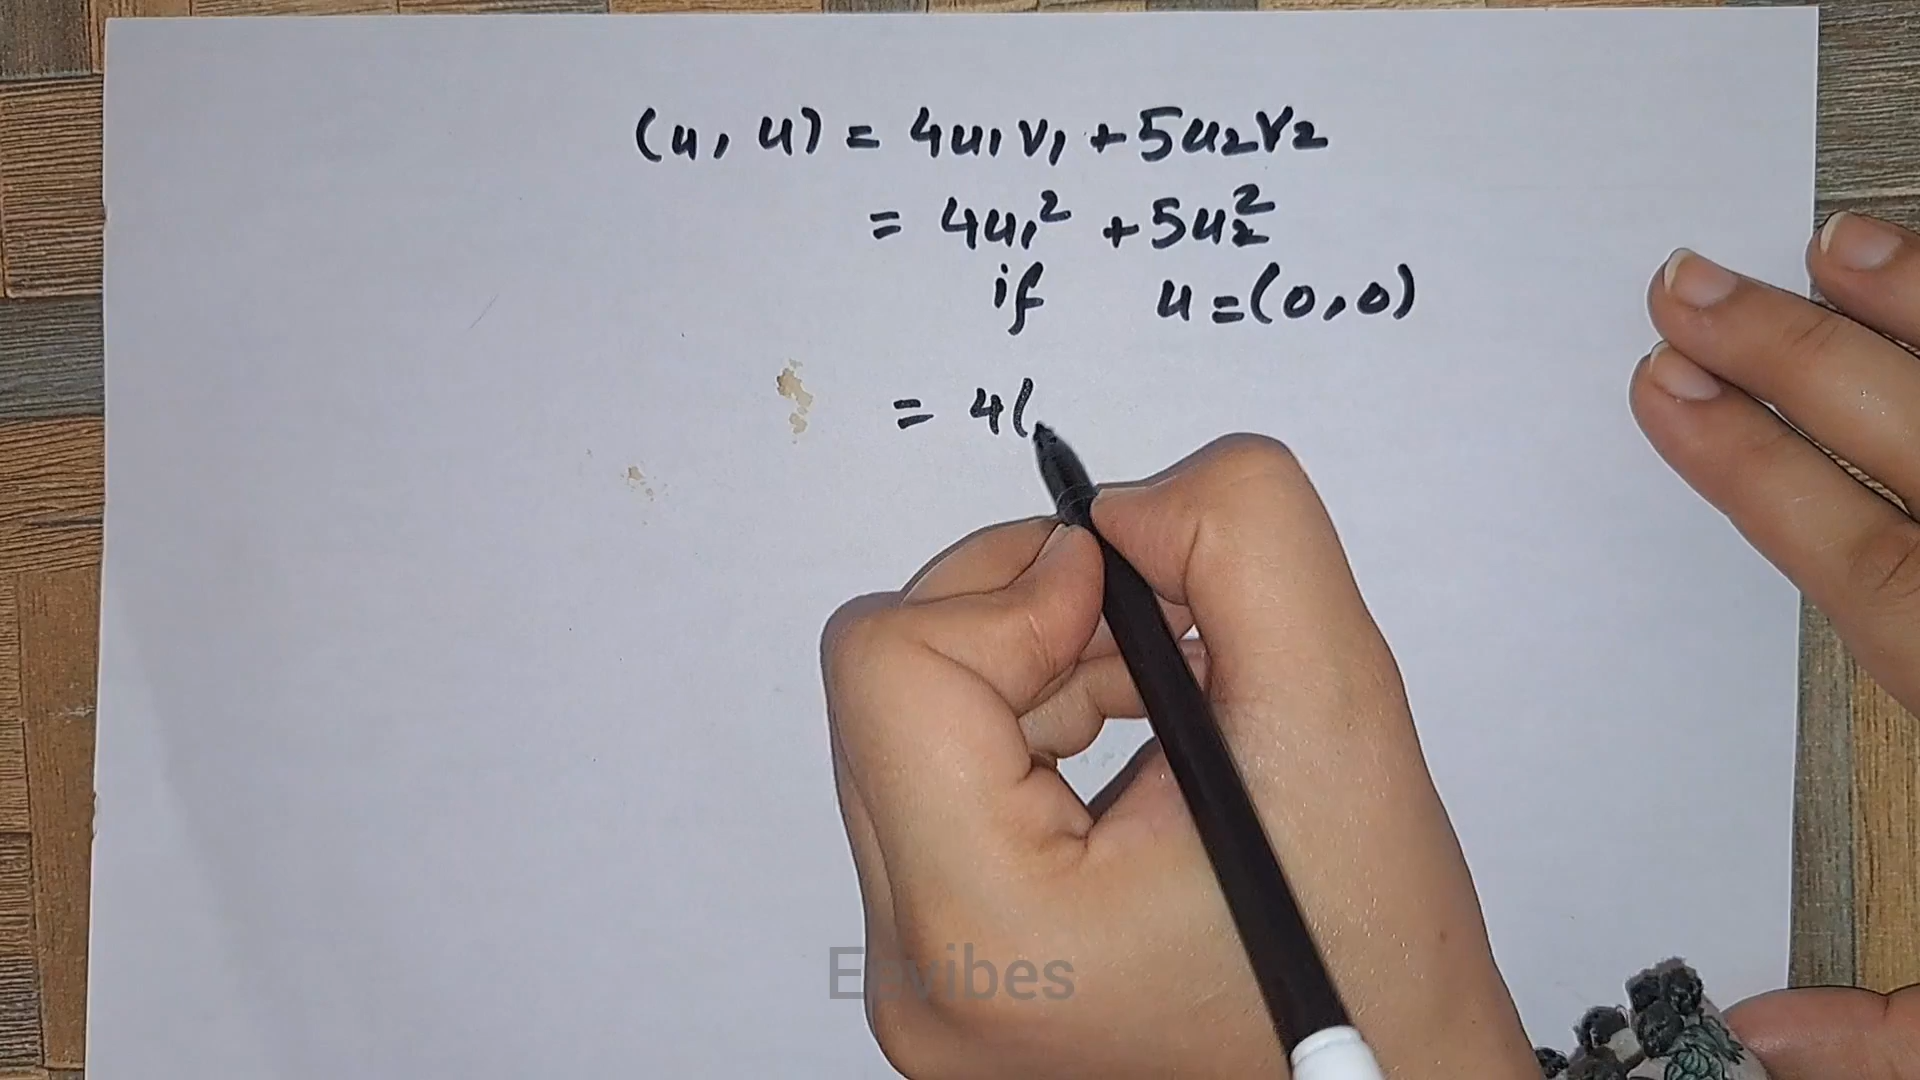 (u, u) = 4u₁v₁ + 5u₂v₂
= 4u₁² + 5u₂²
if u = (0, 0)
= 4(
Eevibes